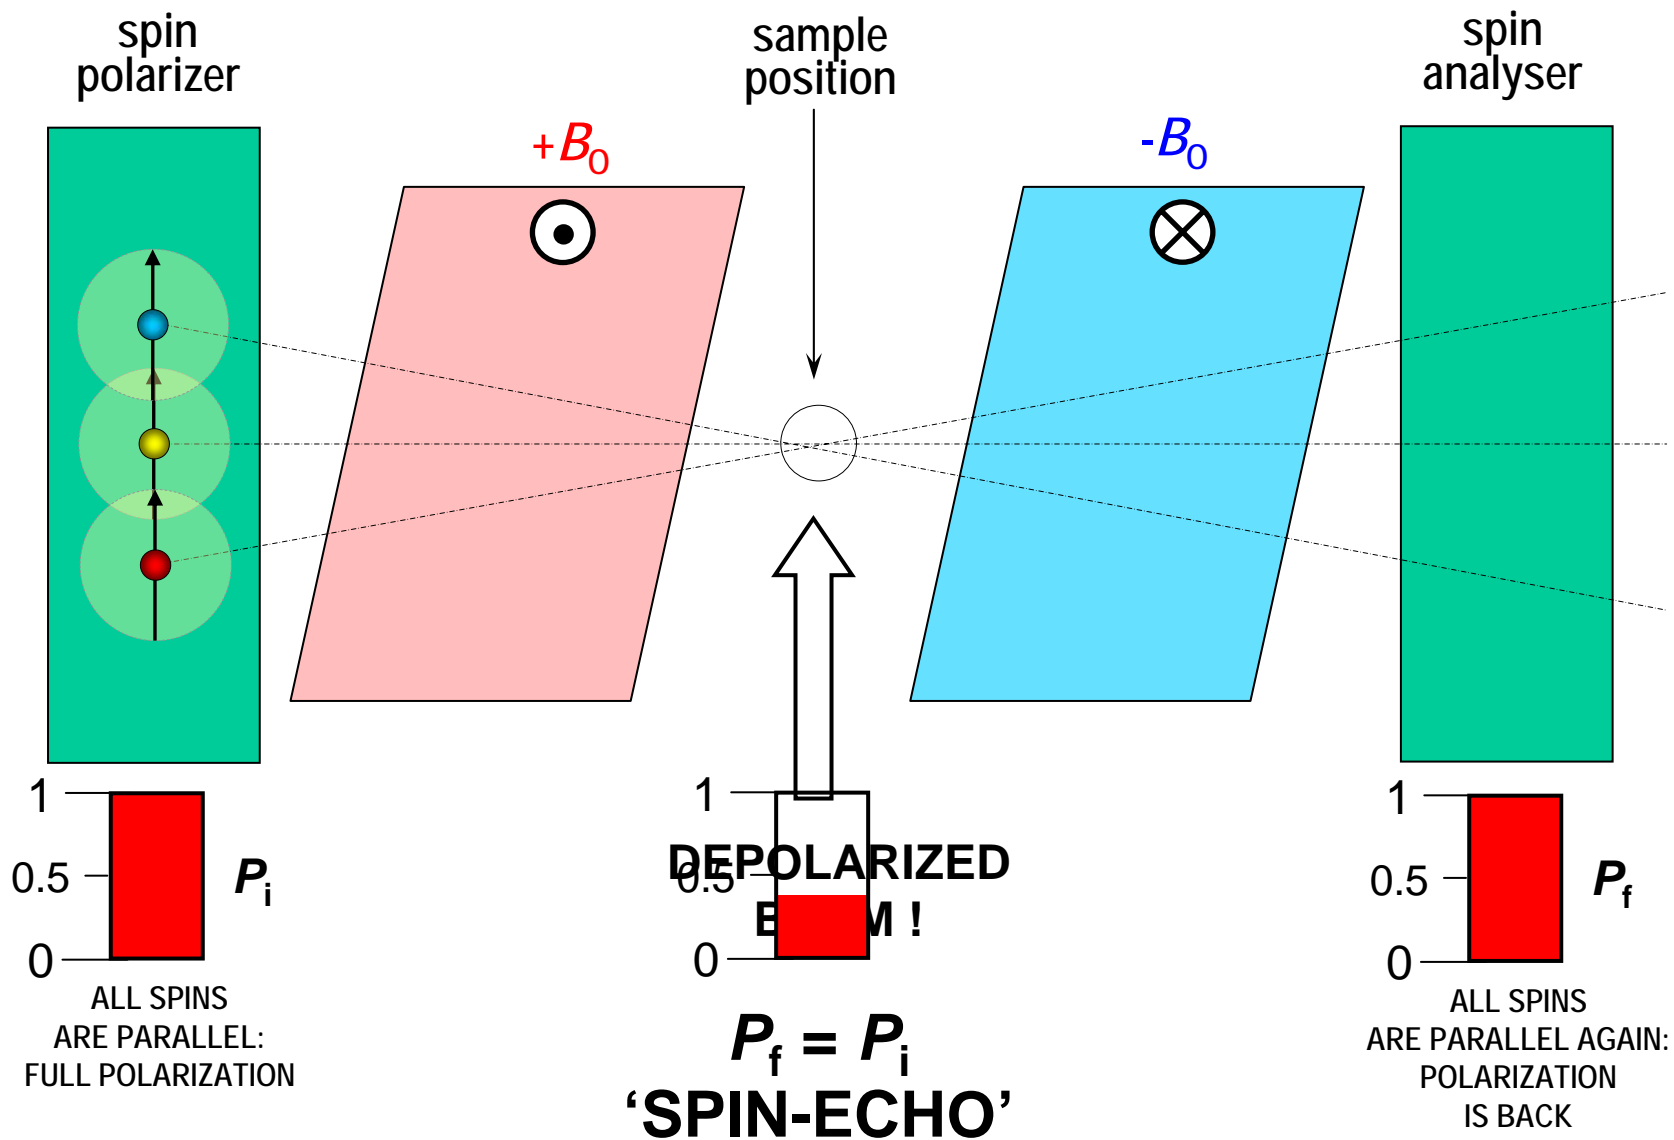 spin
polarizer
sample
position
spin
analyser
+B0
-B0
1
0.5
0
Pi
ALL SPINS
ARE PARALLEL:
FULL POLARIZATION
1
0.5
0
DEPOLARIZED
!
Pf = Pi
‘SPIN-ECHO’
1
0.5
0
Pf
ALL SPINS
ARE PARALLEL AGAIN:
POLARIZATION
IS BACK